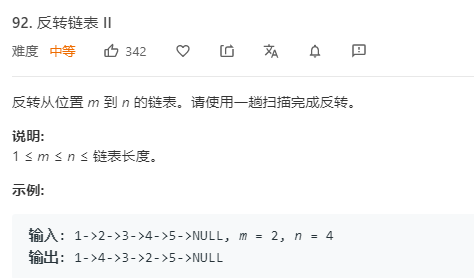 92. 反转链表 II
难度 中等 342
反转从位置 m 到 n 的链表。请使用一趟扫描完成反转。
说明:
1 ≤ m ≤ n ≤ 链表长度。
示例:
输入: 1->2->3->4->5->NULL, m = 2, n = 4
输出: 1->4->3->2->5->NULL